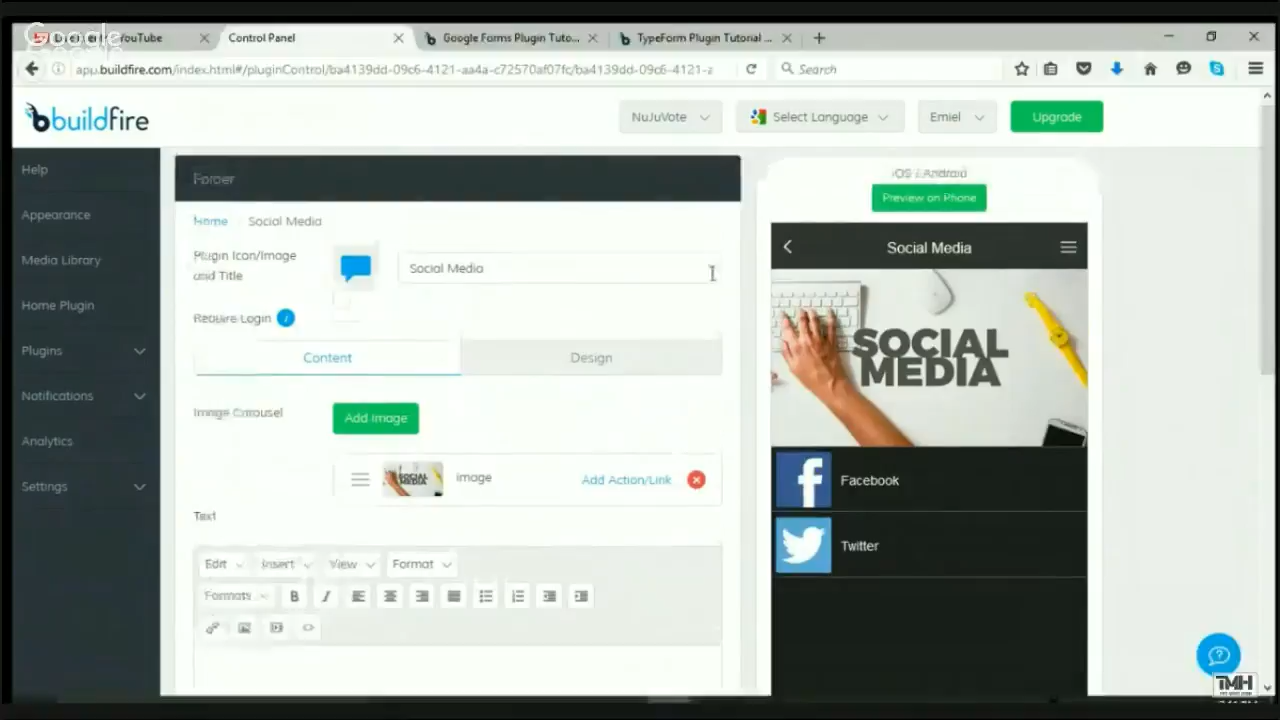 Google
YouTube
Control Panel
Google Forms Plugin Tuto...
TypeForm Plugin Tutorial ...
app.buildfire.com/index.html#/pluginControl/ba4139dd-09c6-4121-aa4a-c72570af07fc/ba4139dd-09c6-4121-a
Search
buildfire
NuJuVote
Select Language
Emiel
Upgrade
Help
Appearance
Media Library
Home Plugin
Plugins
Notifications
Analytics
Settings
Folder
Home
Social Media
Plugin Icon/Image
and Title
Social Media
Require Login
Content
Design
Image Carousel
Add Image
image
Add Action/Link
Text
Edit
Insert
View
Format
Formats
iOS / Android
Preview on Phone
Social Media
SOCIAL
MEDIA
Facebook
Twitter
TMH